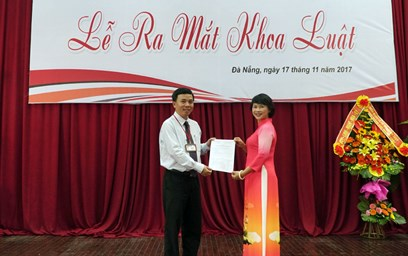 Lễ Ra Mắt Khoa Luật
Đà Nẵng, ngày 17 tháng 11 năm 2017